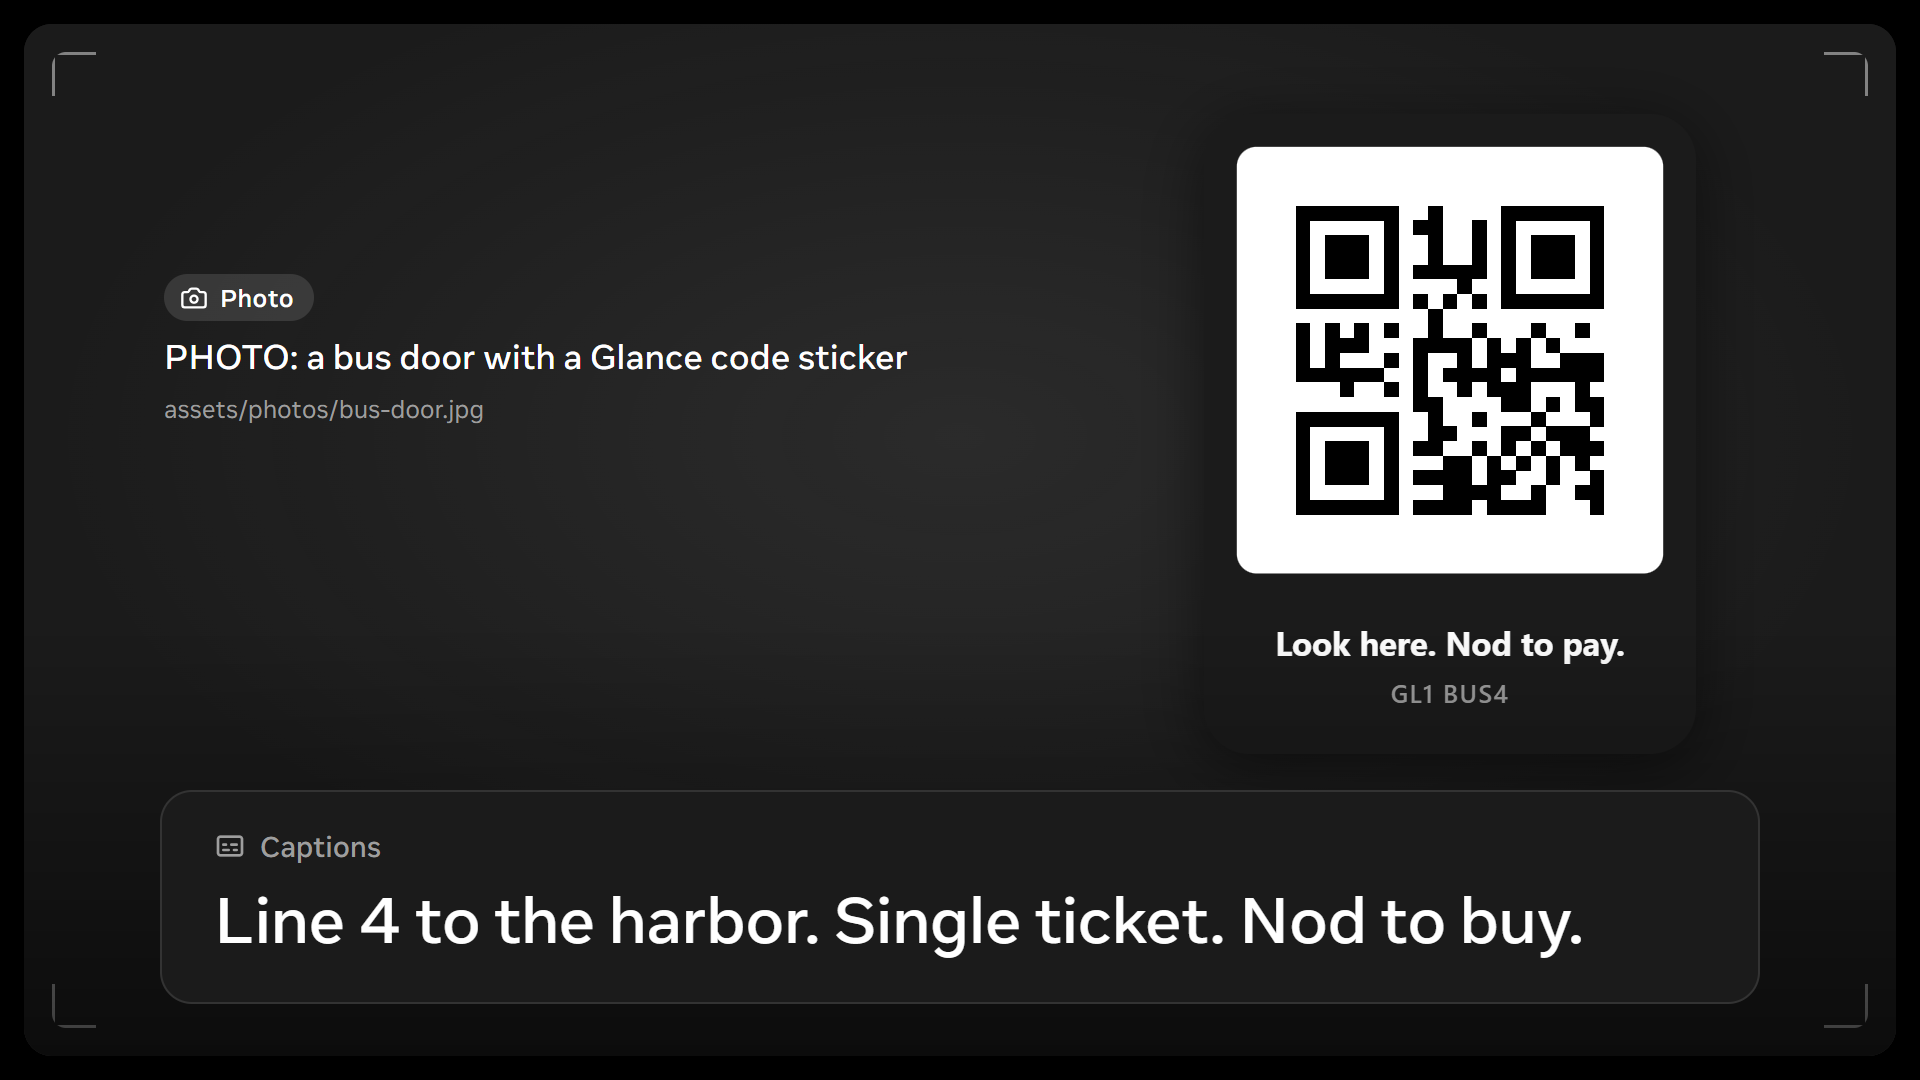 Photo
PHOTO: a bus door with a Glance code sticker
assets/photos/bus-door.jpg
Look here. Nod to pay.
GL1 BUS4
Captions
Line 4 to the harbor. Single ticket. Nod to buy.